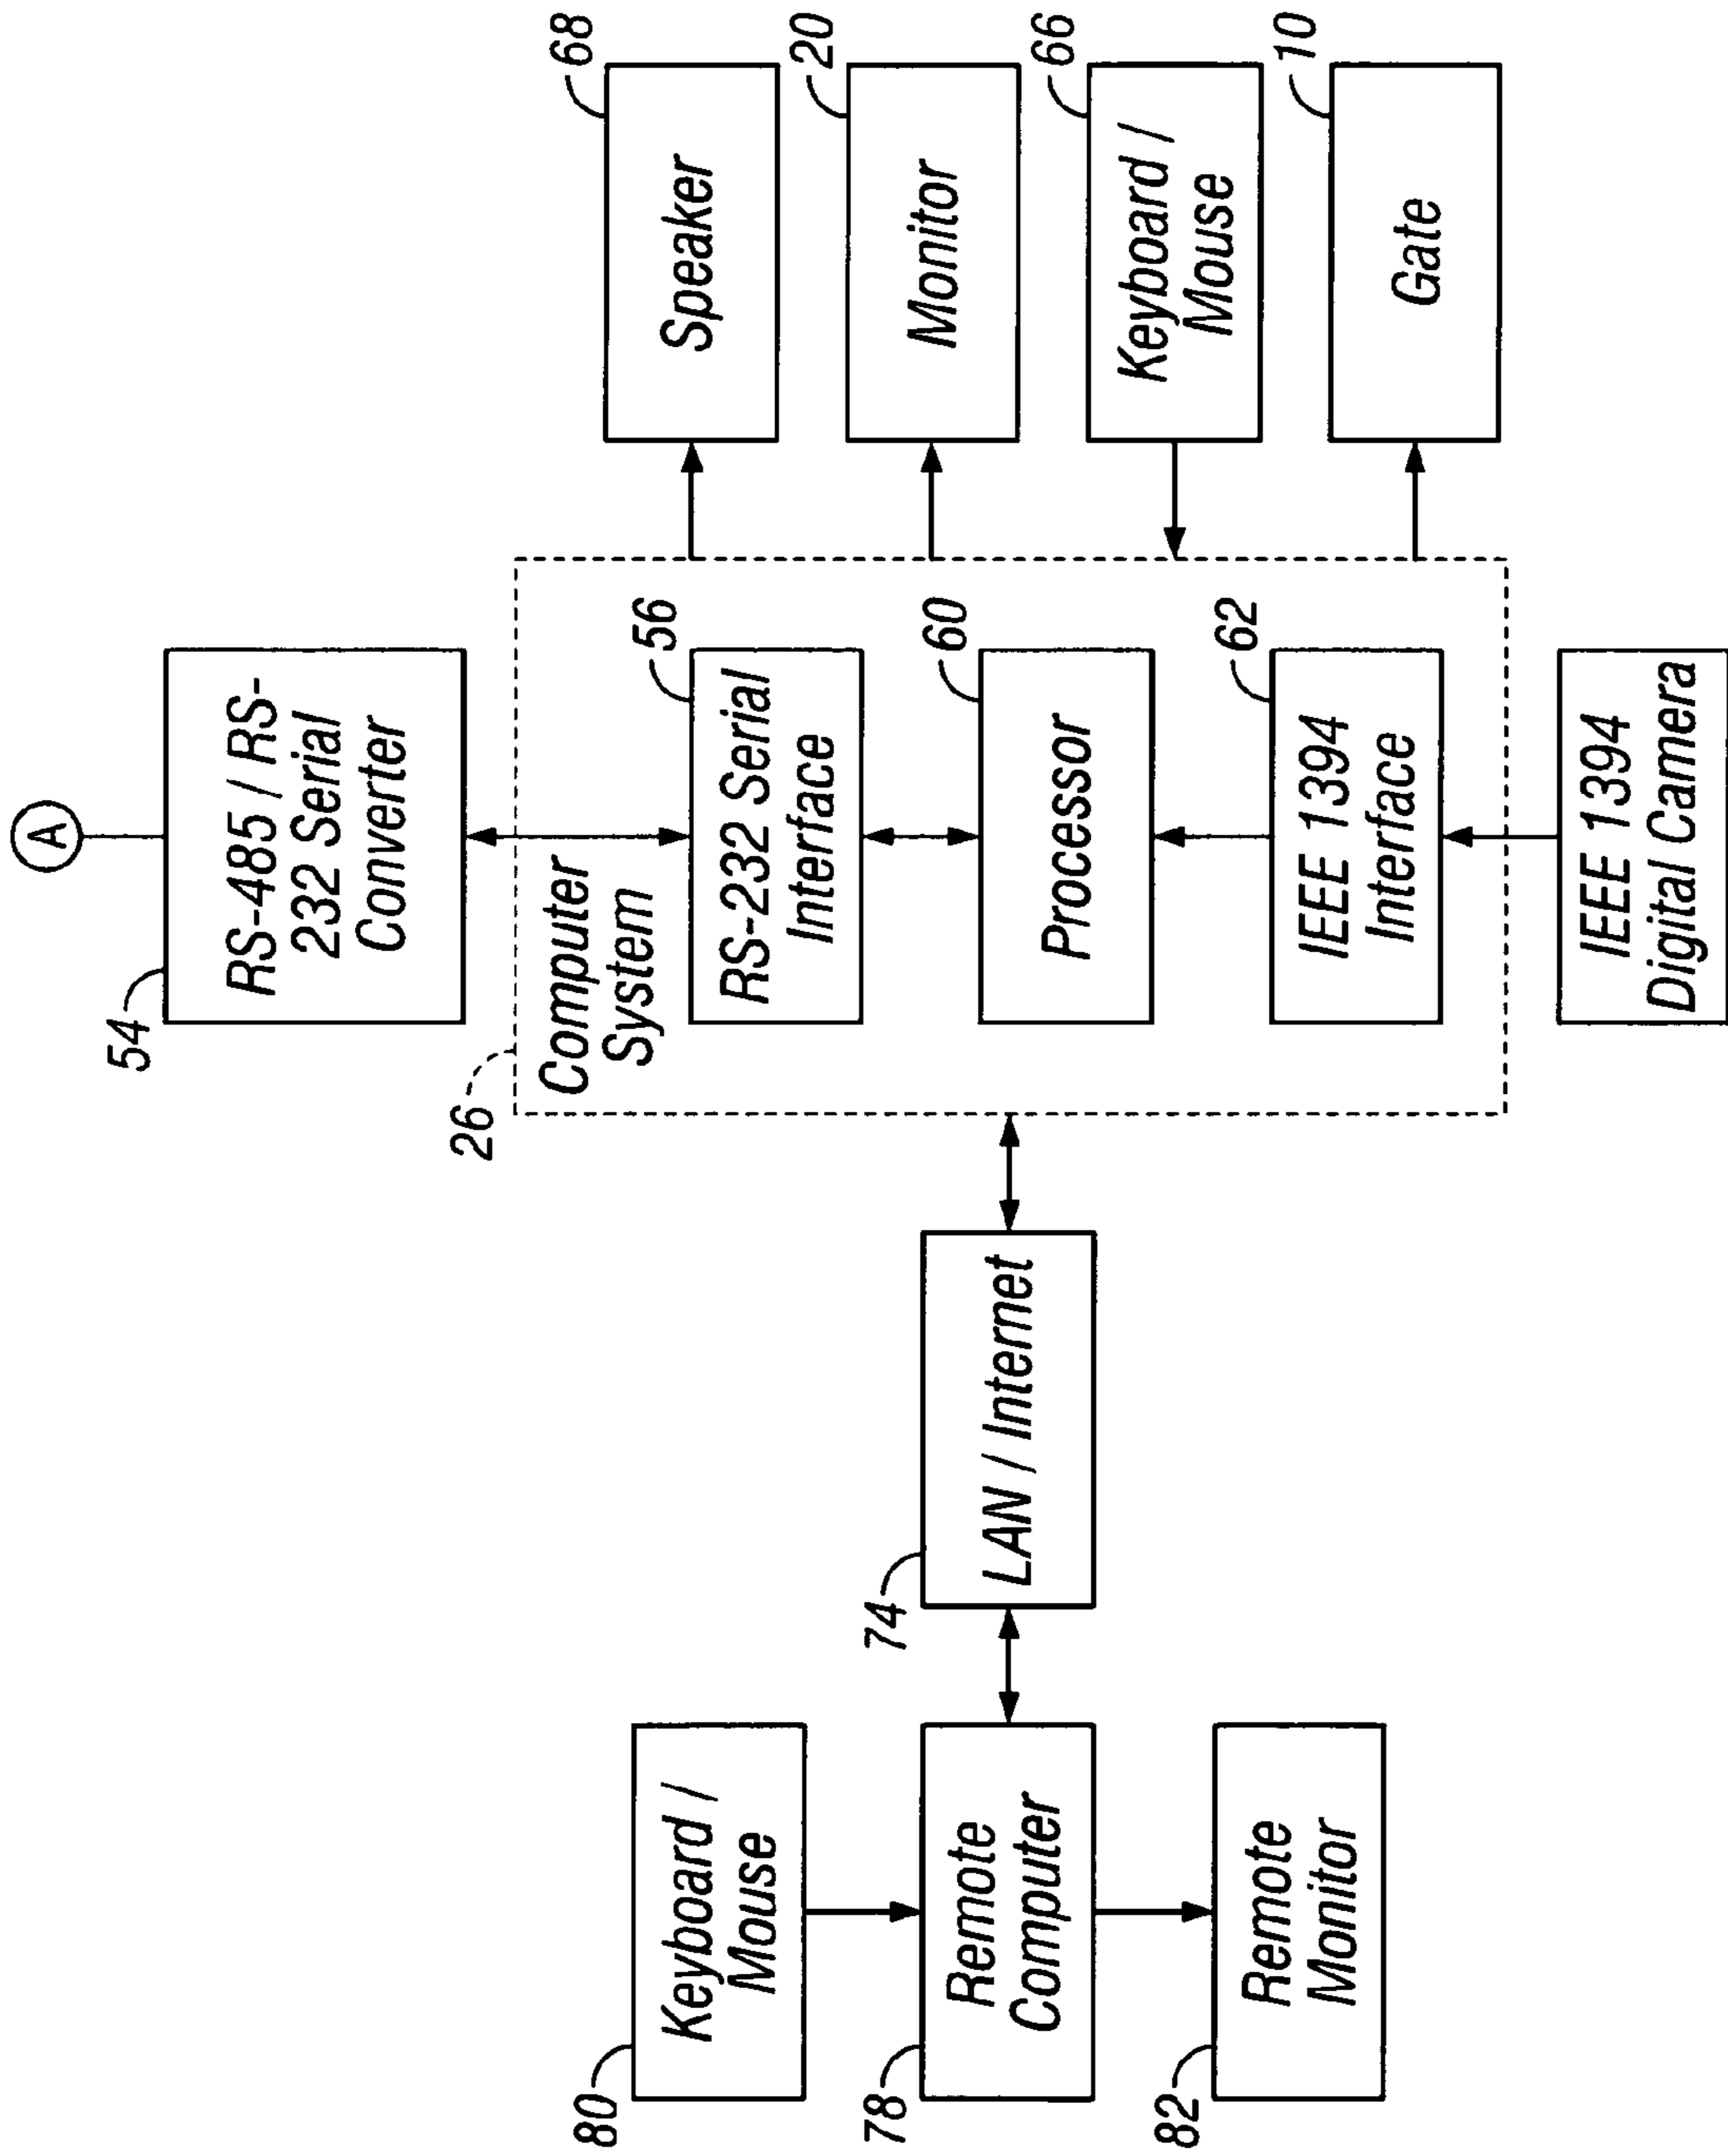 A
54
RS-485 / RS-
232 Serial
Converter
26
Computer
System
56
RS-232 Serial
Interface
60
Processor
62
IEEE 1394
Interface
IEEE 1394
Digital Camera
68
Speaker
20
Monitor
66
Keyboard /
Mouse
10
Gate
74
LAN / Internet
80
Keyboard /
Mouse
78
Remote
Computer
82
Remote
Monitor